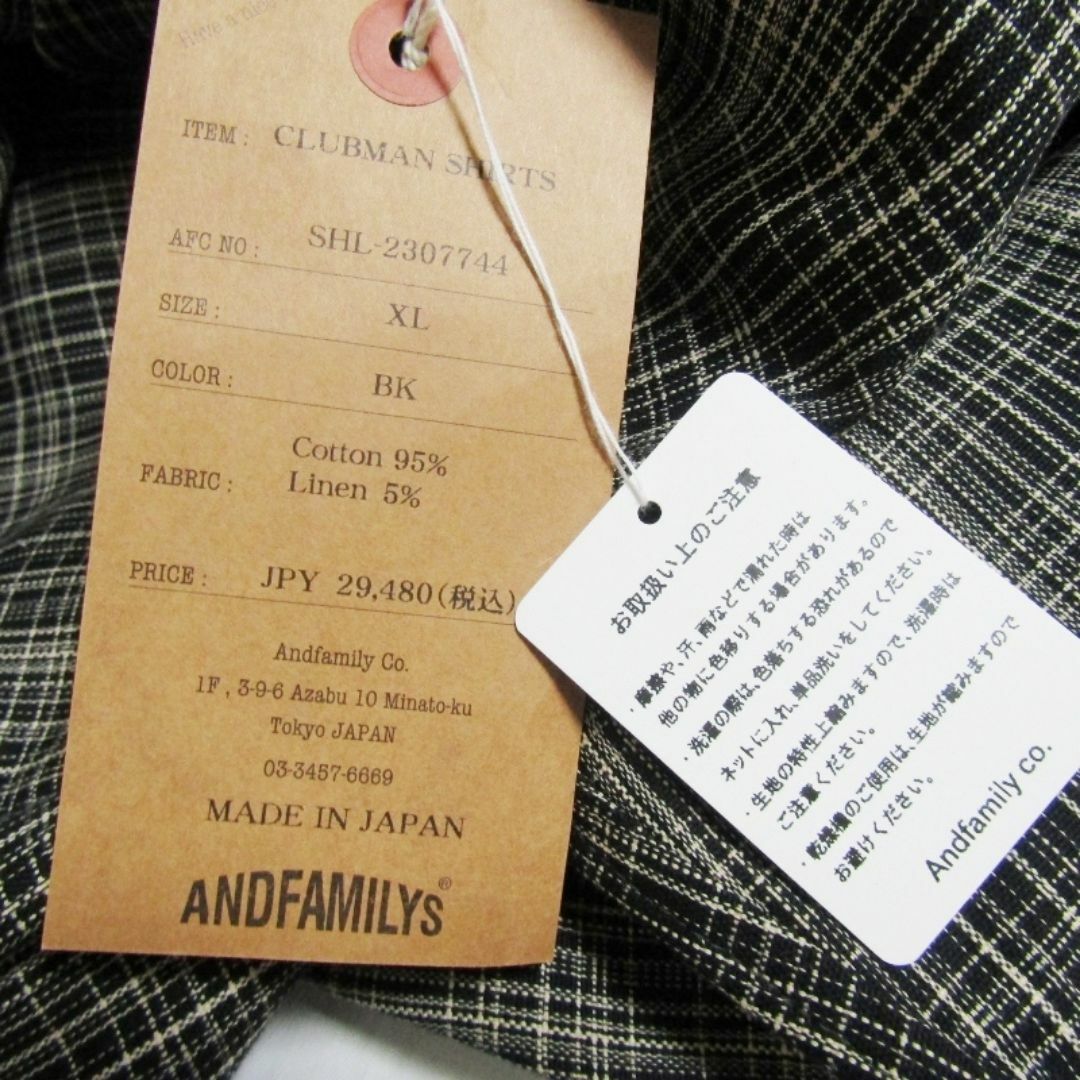 Have a nice
ITEM : CLUBMAN SHIRTS
AFC NO : SHL-2307744
SIZE : XL
COLOR : BK
FABRIC : Cotton 95%
Linen 5%
PRICE : JPY 29,480(税込)
Andfamily Co.
1F , 3-9-6 Azabu 10 Minato-ku
Tokyo JAPAN
03-3457-6669
MADE IN JAPAN
ANDFAMILYS®
お取扱い上のご注意
・摩擦や、汗、雨などで濡れた時は
他の物に色移りする場合があります。
・洗濯の際は、色落ちする恐れがあるので
ネットに入れ、単品洗いをしてください。
・生地の特性上縮みますので、洗濯時は
ご注意ください。
・乾燥機のご使用は、生地が縮みますので
お避けください。
Andfamily co.